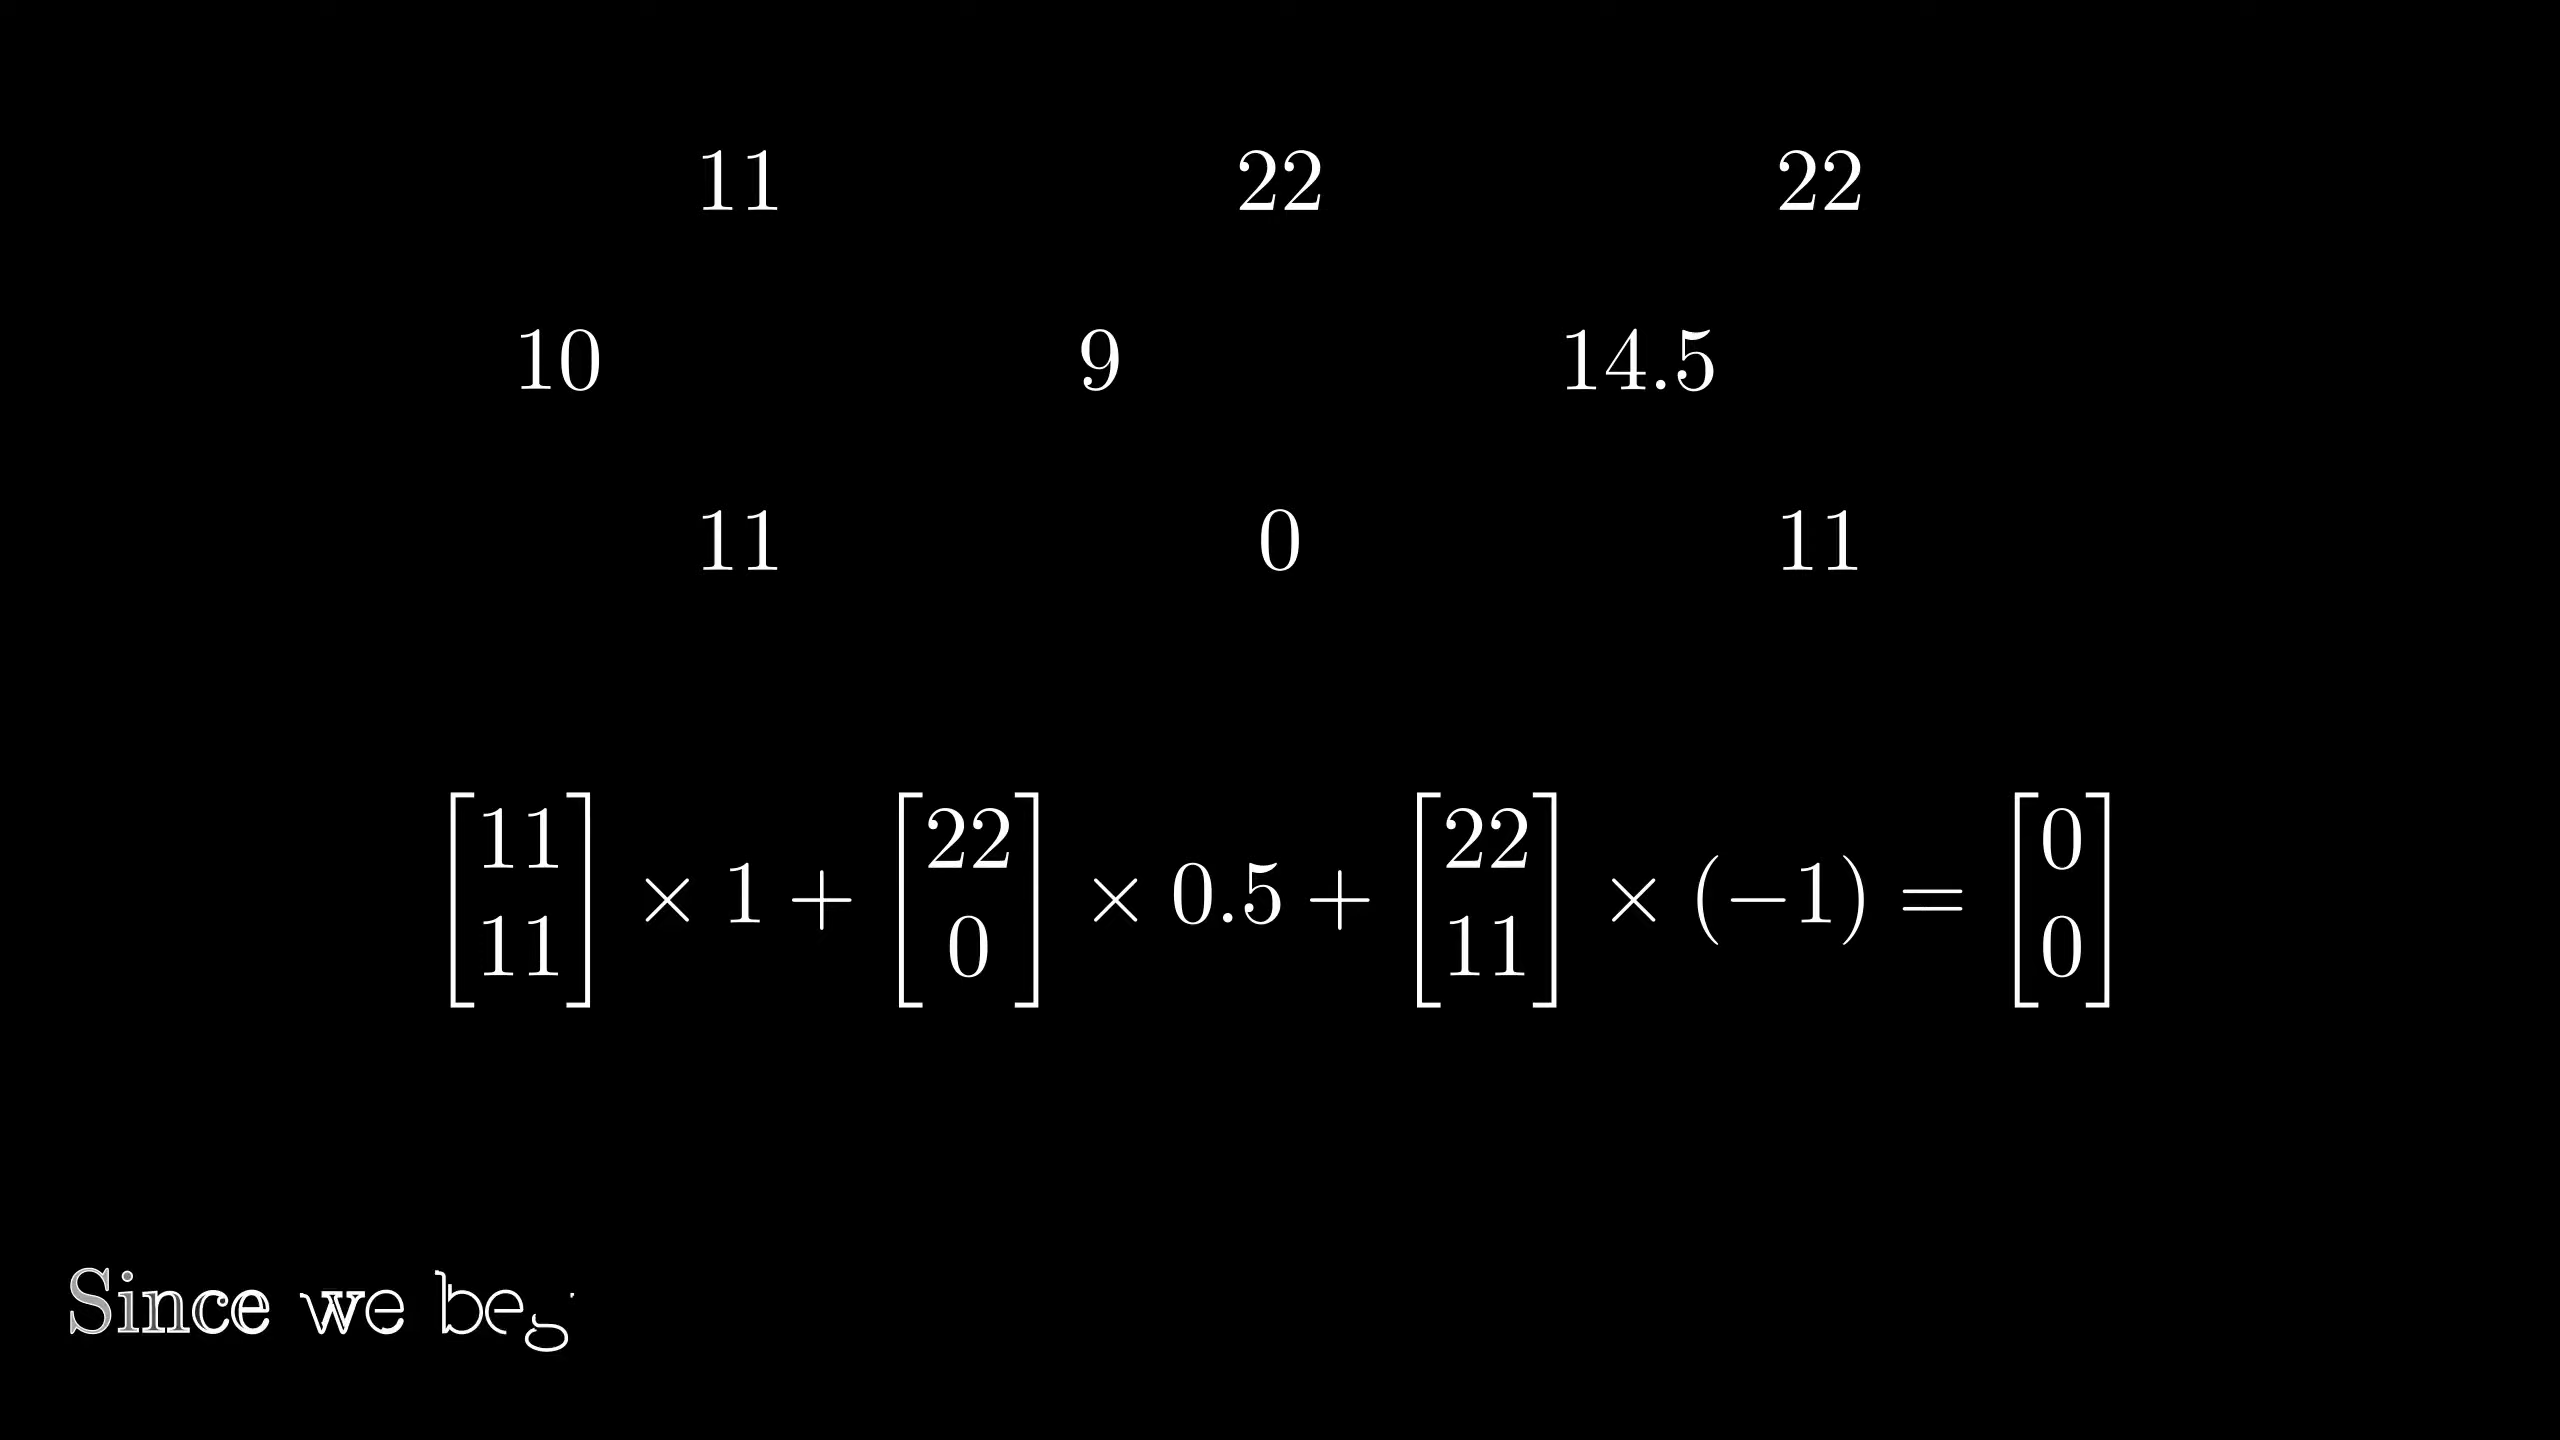 11 22 22
10 9 14.5
11 0 11
[11 11] × 1 + [22 0] × 0.5 + [22 11] × (−1) = [0 0]
Since we beg